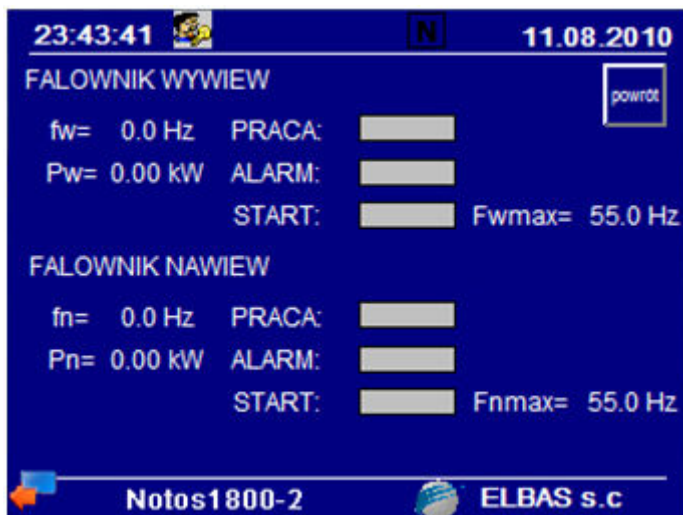 23:43:41 N 11.08.2010
FALOWNIK WYWIEW
powrót
fw= 0.0 Hz PRACA:
Pw= 0.00 kW ALARM:
START: Fwmax= 55.0 Hz
FALOWNIK NAWIEW
fn= 0.0 Hz PRACA:
Pn= 0.00 kW ALARM:
START: Fnmax= 55.0 Hz
Notos1800-2 ELBAS s.c